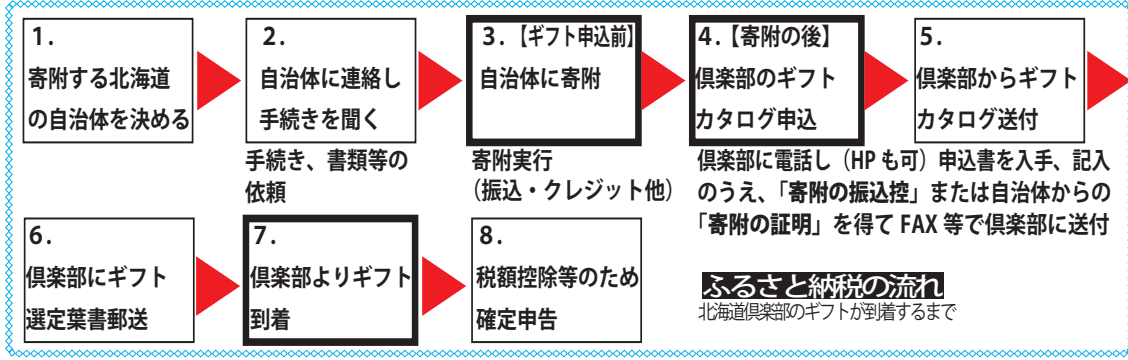 1.
寄附する北海道
の自治体を決める
2.
自治体に連絡し
手続きを聞く
手続き、書類等の
依頼
3.【ギフト申込前】
自治体に寄附
寄附実行
(振込・クレジット他)
4.【寄附の後】
倶楽部のギフト
カタログ申込
5.
倶楽部からギフト
カタログ送付
倶楽部に電話し（HPも可）申込書を入手、記入
のうえ、「寄附の振込控」または自治体からの
「寄附の証明」を得て FAX 等で倶楽部に送付
6.
倶楽部にギフト
選定葉書郵送
7.
倶楽部よりギフト
到着
8.
税額控除等のため
確定申告
ふるさと納税の流れ
北海道倶楽部のギフトが到着するまで